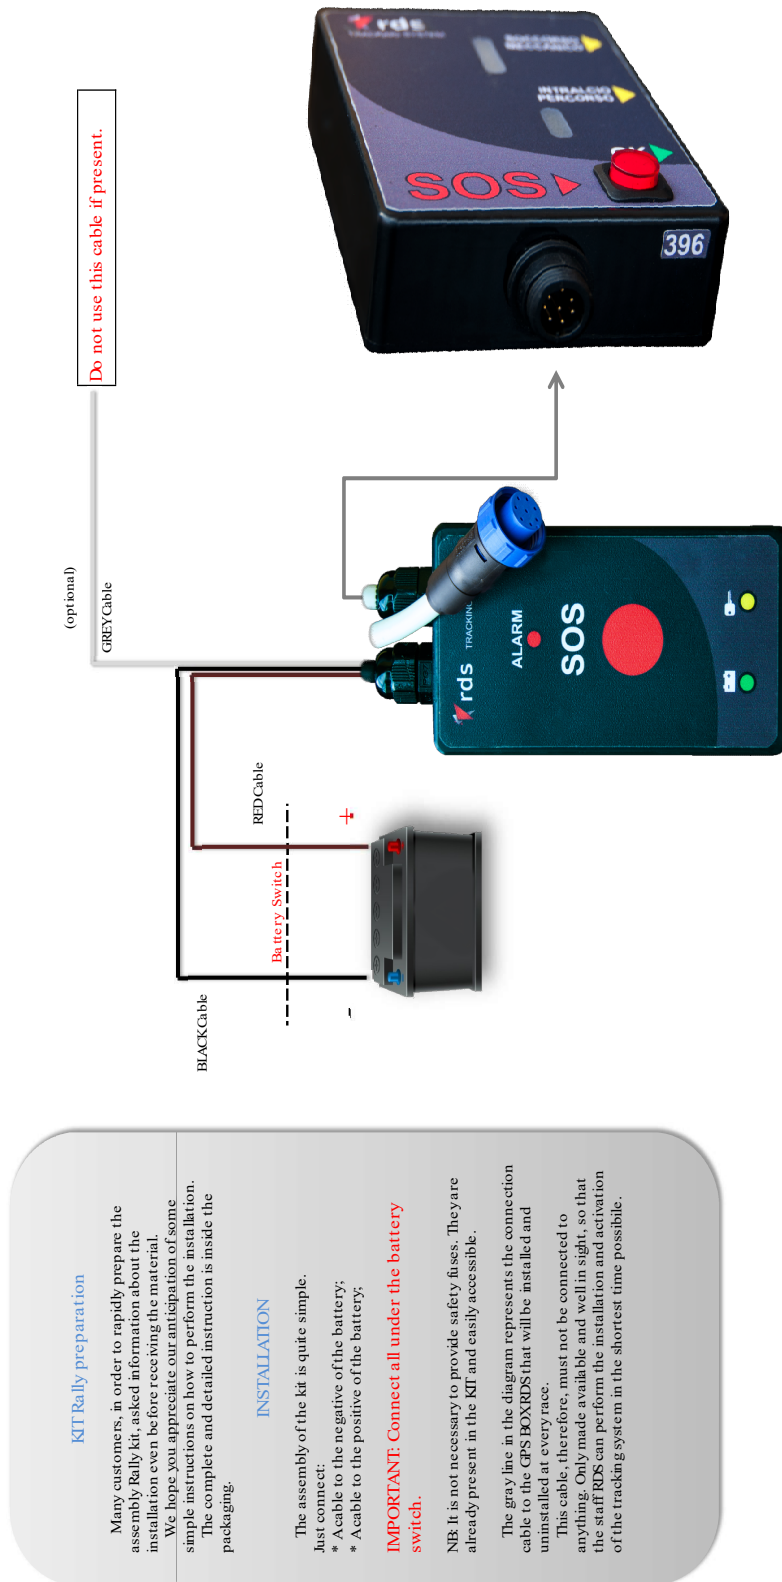 KIT Rally preparation
Many customers, in order to rapidly prepare the
assembly Rally kit, asked information about the
installation even before receiving the material.
We hope you appreciate our anticipation of some
simple instructions on how to perform the installation.
The complete and detailed instruction is inside the
packaging.
INSTALLATION
The assembly of the kit is quite simple.
Just connect:
* A cable to the negative of the battery;
* A cable to the positive of the battery;
IMPORTANT: Connect all under the battery
switch.
NB: It is not necessary to provide safety fuses. They are
already present in the KIT and easily accessible.
The gray line in the diagram represents the connection
cable to the GPS BOX RDS that will be installed and
uninstalled at every race.
This cable, therefore, must not be connected to
anything. Only made available and well in sight, so that
the staff RDS can perform the installation and activation
of the tracking system in the shortest time possibile.
BLACK Cable
Battery Switch
RED Cable
-
+
(optional)
GREY Cable
Do not use this cable if present.
rds
TRACKING
ALARM
SOS
rds
TRACKING SYSTEM
SOCCORSO
MECCANICO
INTRALCIO
PERCORSO
OK
SOS
396